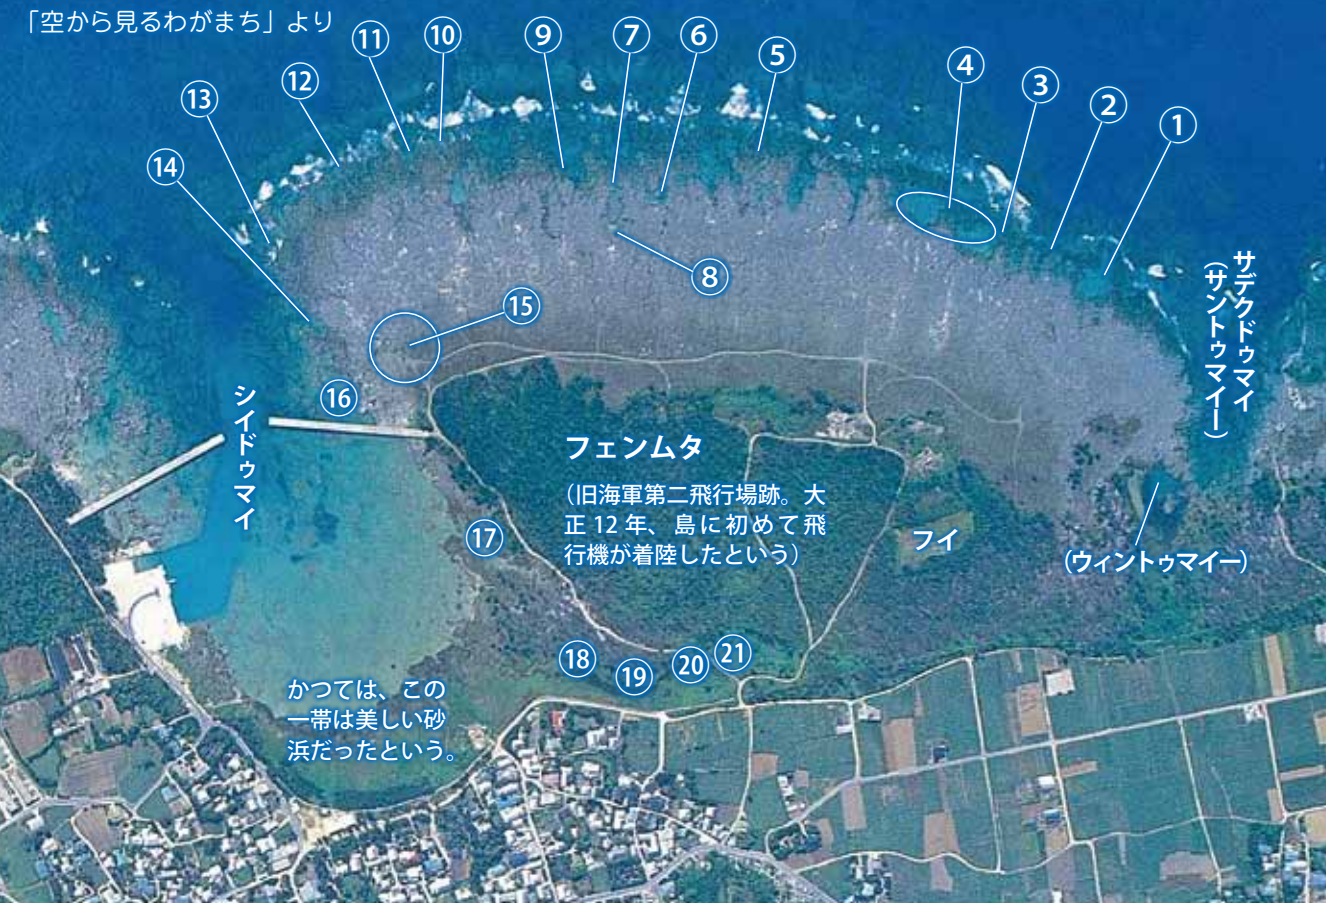 「空から見るわがまち」より
⑪
⑩
⑨
⑦
⑥
⑤
④
③
②
①
⑫
⑬
⑭
⑧
⑮
⑯
サデクドゥマイ
(サントゥマイー)
シイドゥマイ
フェンムタ
(旧海軍第二飛行場跡。大
正12年、島に初めて飛
行機が着陸したという)
フイ
(ウィントゥマイー)
⑰
⑱
⑲
⑳
㉑
かつては、この
一帯は美しい砂
浜だったという。